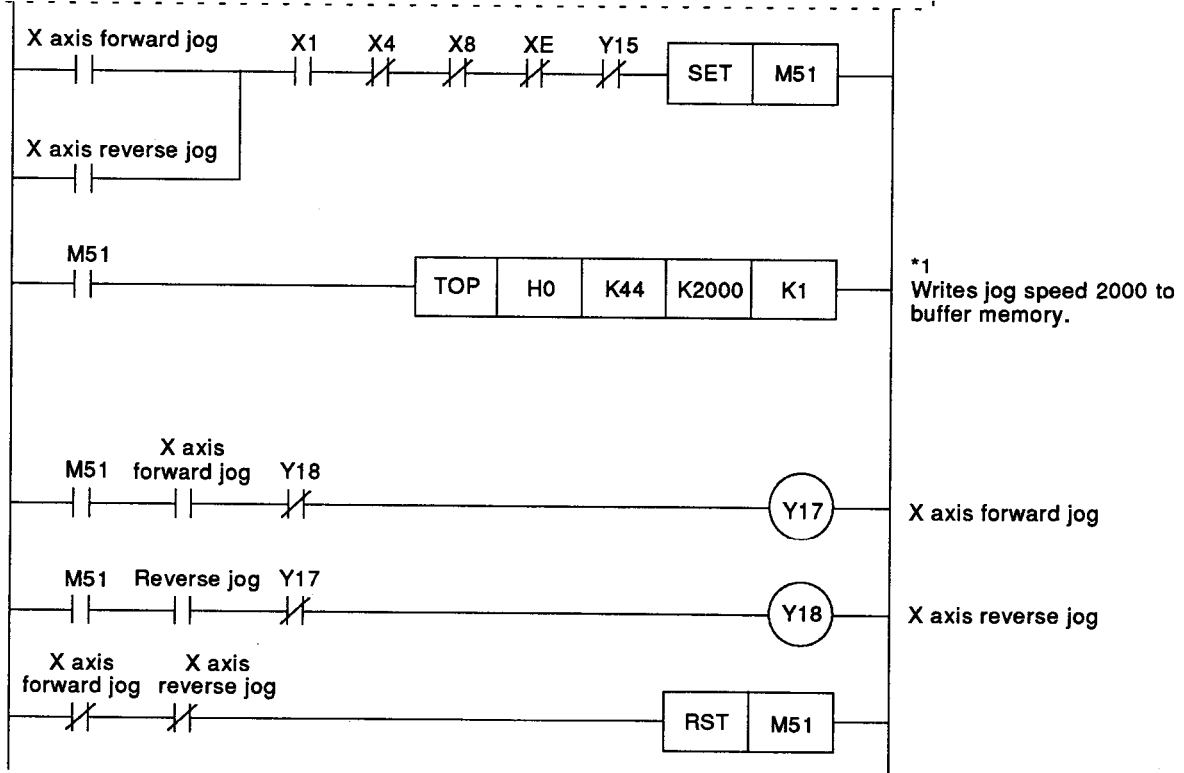 X axis forward jog
X1 X4 X8 XE Y15
SET M51
X axis reverse jog
M51
TOP H0 K44 K2000 K1
*1
Writes jog speed 2000 to
buffer memory.
M51 X axis
forward jog Y18
Y17
X axis forward jog
M51 Reverse jog Y17
Y18
X axis reverse jog
X axis
forward jog
X axis
reverse jog
RST M51